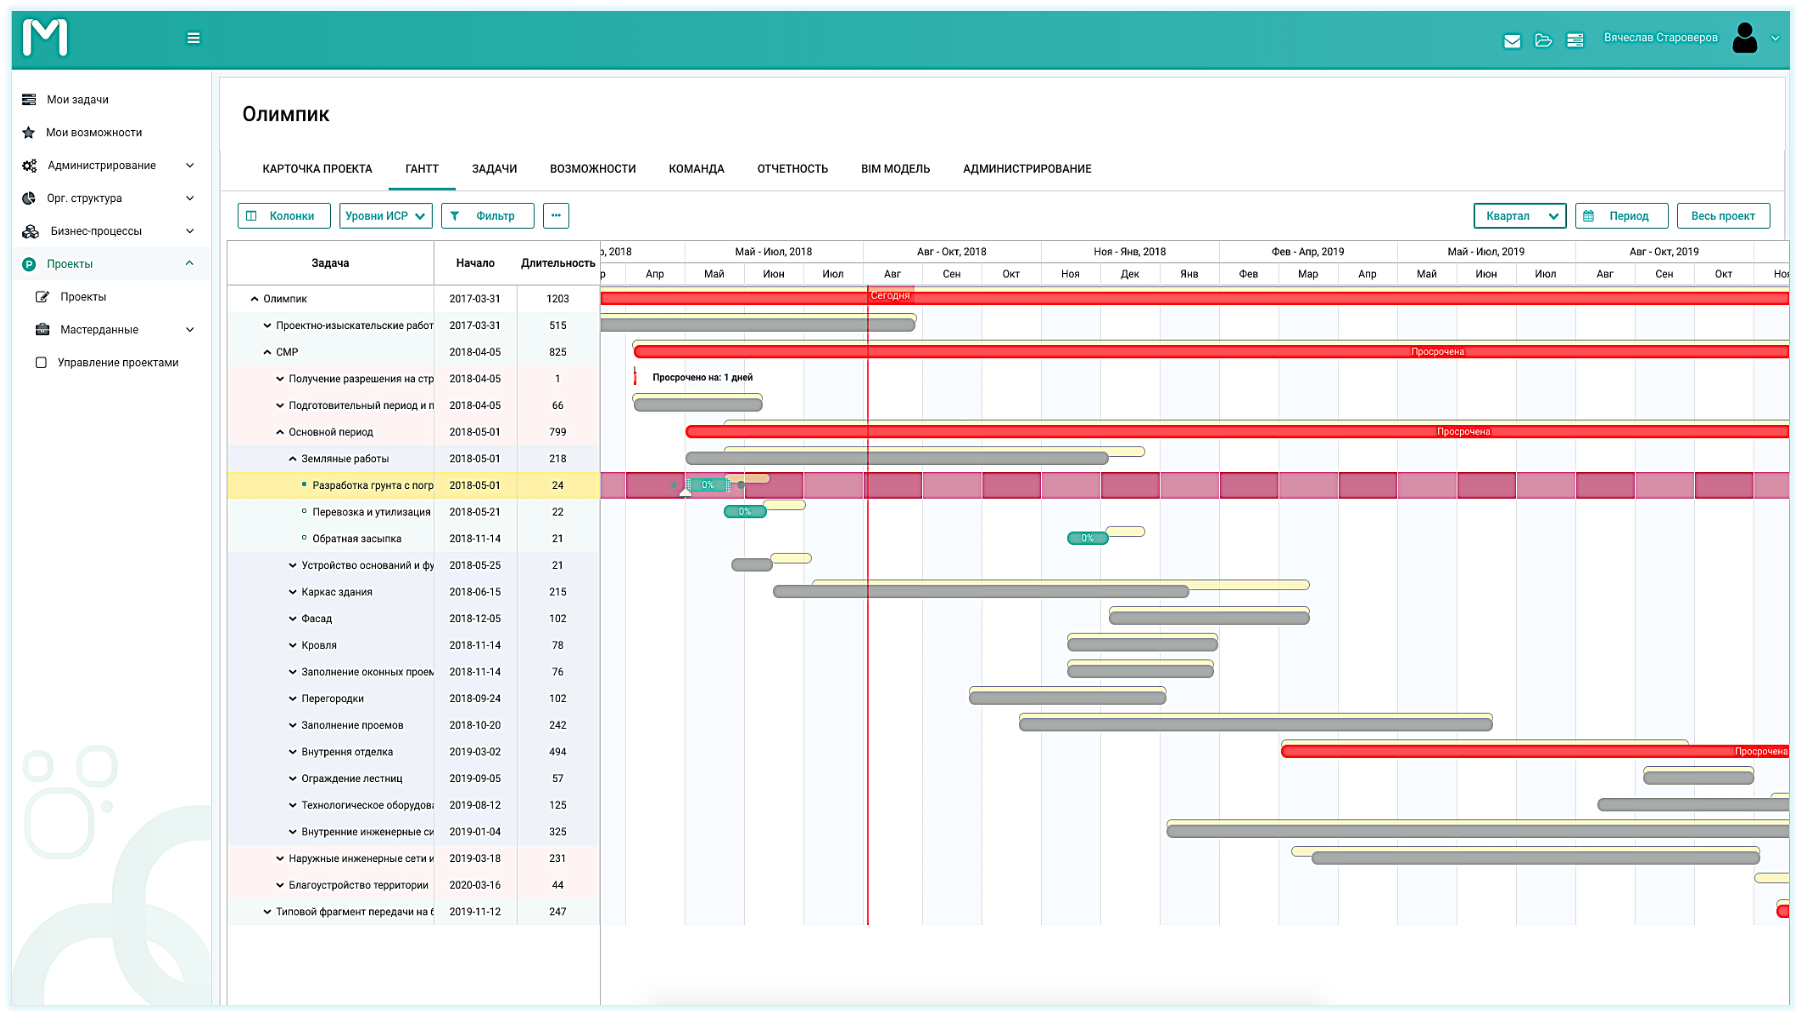 Вячеслав Староверов
Мои задачи
Мои возможности
Администрирование
Орг. структура
Бизнес-процессы
Проекты
Проекты
Мастерданные
Управление проектами
Олимпик
КАРТОЧКА ПРОЕКТА ГАНТТ ЗАДАЧИ ВОЗМОЖНОСТИ КОМАНДА ОТЧЕТНОСТЬ BIM МОДЕЛЬ АДМИНИСТРИРОВАНИЕ
Колонки Уровни ИСР Фильтр ••• Квартал Период Весь проект
Задача Начало Длительность
р, 2018 Май - Июл, 2018 Авг - Окт, 2018 Ноя - Янв, 2018 Фев - Апр, 2019 Май - Июл, 2019 Авг - Окт, 2019
р Апр Май Июн Июл Авг Сен Окт Ноя Дек Янв Фев Мар Апр Май Июн Июл Авг Сен Окт Ноя
Олимпик 2017-03-31 1203 Сегодня
Проектно-изыскательские работ 2017-03-31 515
СМР 2018-04-05 825 Просрочена
Получение разрешения на стр 2018-04-05 1 Просрочено на: 1 дней
Подготовительный период и п 2018-04-05 66
Основной период 2018-05-01 799 Просрочена
Земляные работы 2018-05-01 218
Разработка грунта с погр 2018-05-01 24 0%
Перевозка и утилизация 2018-05-21 22 0%
Обратная засыпка 2018-11-14 21 0%
Устройство оснований и фу 2018-05-25 21
Каркас здания 2018-06-15 215
Фасад 2018-12-05 102
Кровля 2018-11-14 78
Заполнение оконных проем 2018-11-14 76
Перегородки 2018-09-24 102
Заполнение проемов 2018-10-20 242
Внутрення отделка 2019-03-02 494 Просрочена
Ограждение лестниц 2019-09-05 57
Технологическое оборудова 2019-08-12 125
Внутренние инженерные си 2019-01-04 325
Наружные инженерные сети и 2019-03-18 231
Благоустройство территории 2020-03-16 44
Типовой фрагмент передачи на б 2019-11-12 247